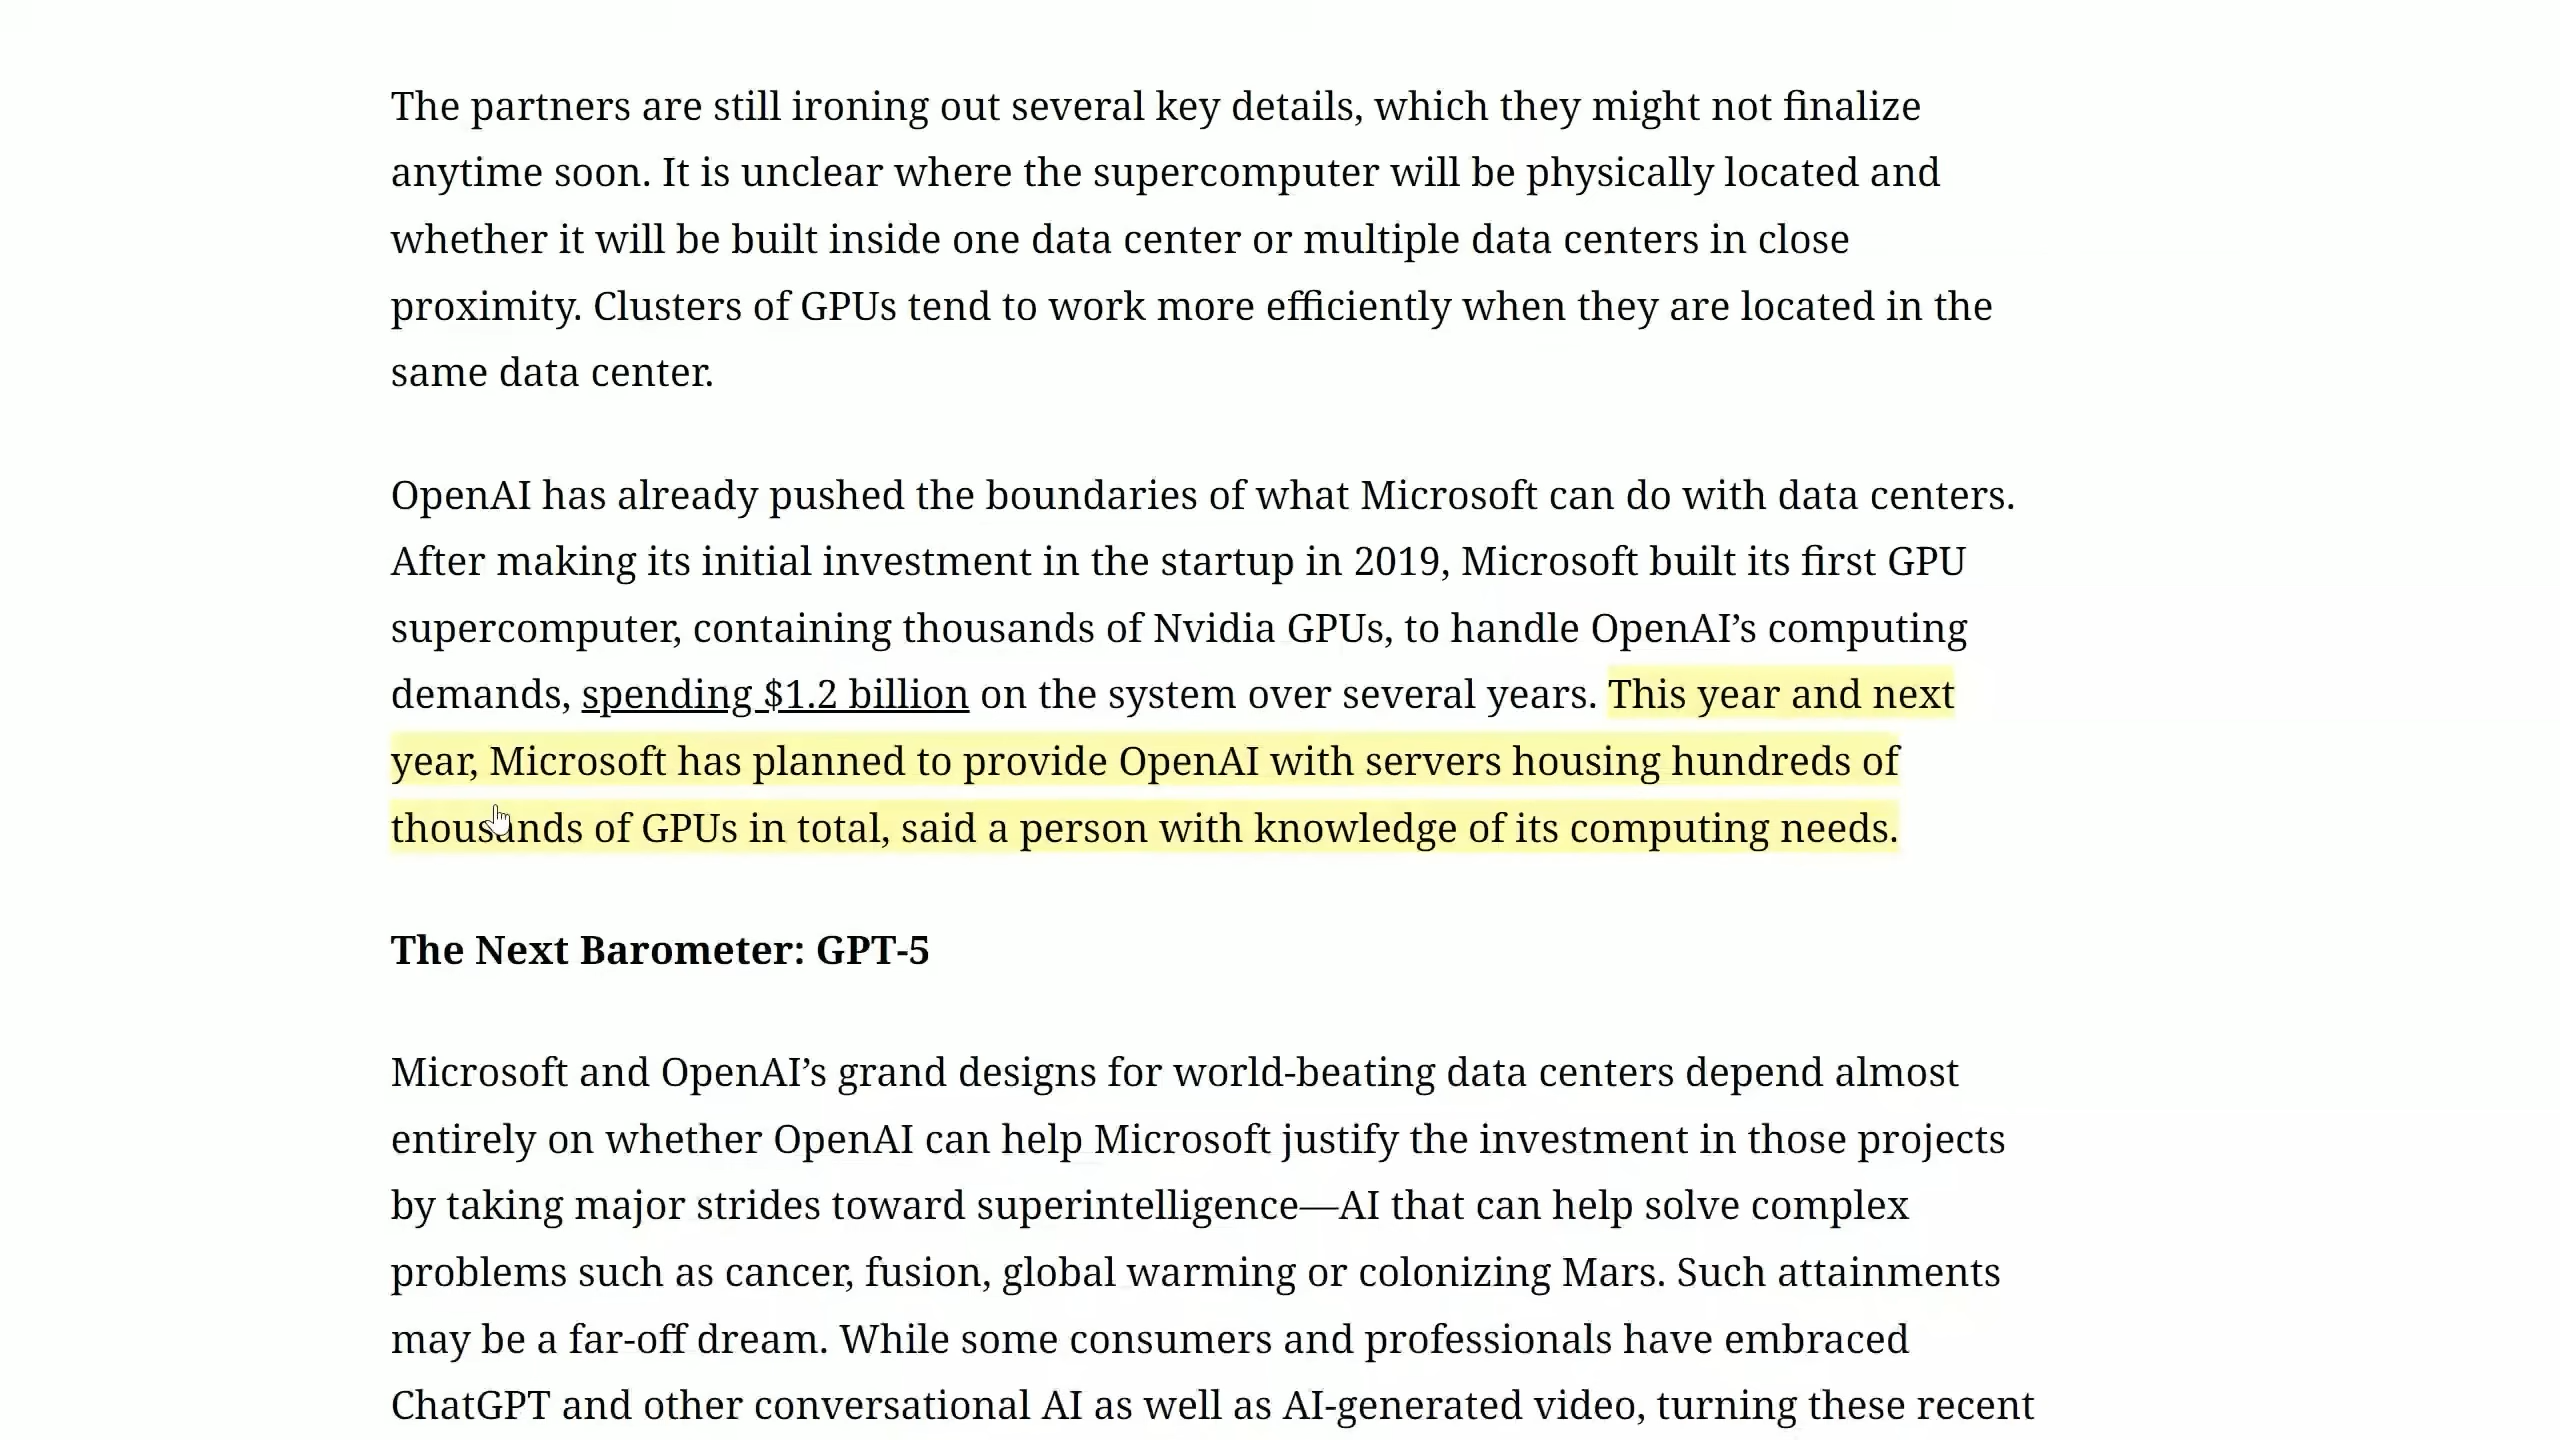 The partners are still ironing out several key details, which they might not finalize
anytime soon. It is unclear where the supercomputer will be physically located and
whether it will be built inside one data center or multiple data centers in close
proximity. Clusters of GPUs tend to work more efficiently when they are located in the
same data center.
OpenAI has already pushed the boundaries of what Microsoft can do with data centers.
After making its initial investment in the startup in 2019, Microsoft built its first GPU
supercomputer, containing thousands of Nvidia GPUs, to handle OpenAI’s computing
demands, spending $1.2 billion on the system over several years. This year and next
year, Microsoft has planned to provide OpenAI with servers housing hundreds of
thousands of GPUs in total, said a person with knowledge of its computing needs.
The Next Barometer: GPT-5
Microsoft and OpenAI’s grand designs for world-beating data centers depend almost
entirely on whether OpenAI can help Microsoft justify the investment in those projects
by taking major strides toward superintelligence—AI that can help solve complex
problems such as cancer, fusion, global warming or colonizing Mars. Such attainments
may be a far-off dream. While some consumers and professionals have embraced
ChatGPT and other conversational AI as well as AI-generated video, turning these recent